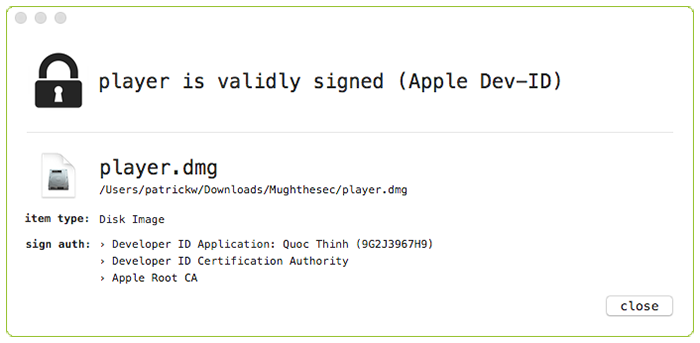 player is validly signed (Apple Dev-ID)
player.dmg
/Users/patrickw/Downloads/Mughthesec/player.dmg
item type: Disk Image
sign auth: › Developer ID Application: Quoc Thinh (9G2J3967H9)
› Developer ID Certification Authority
› Apple Root CA
close